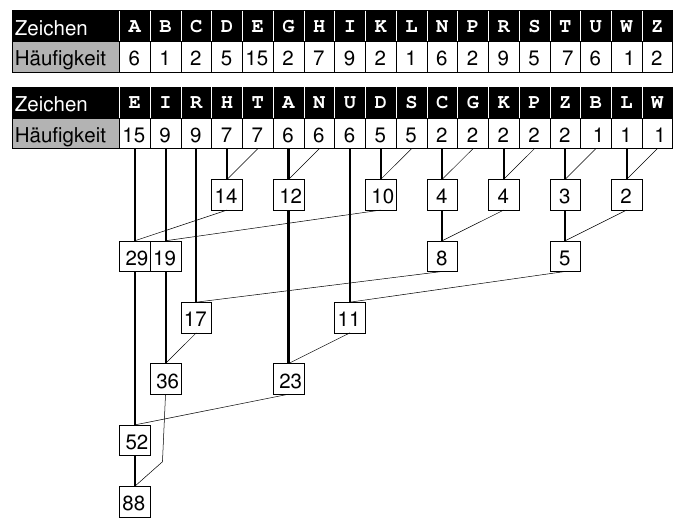 Zeichen A B C D E G H I K L N P R S T U W Z
Häufigkeit 6 1 2 5 15 2 7 9 2 1 6 2 9 5 7 6 1 2
Zeichen E I R H T A N U D S C G K P Z B L W
Häufigkeit 15 9 9 7 7 6 6 6 5 5 2 2 2 2 2 1 1 1
14 12 10 4 4 3 2
29 19 8 5
17 11
36 23
52
88